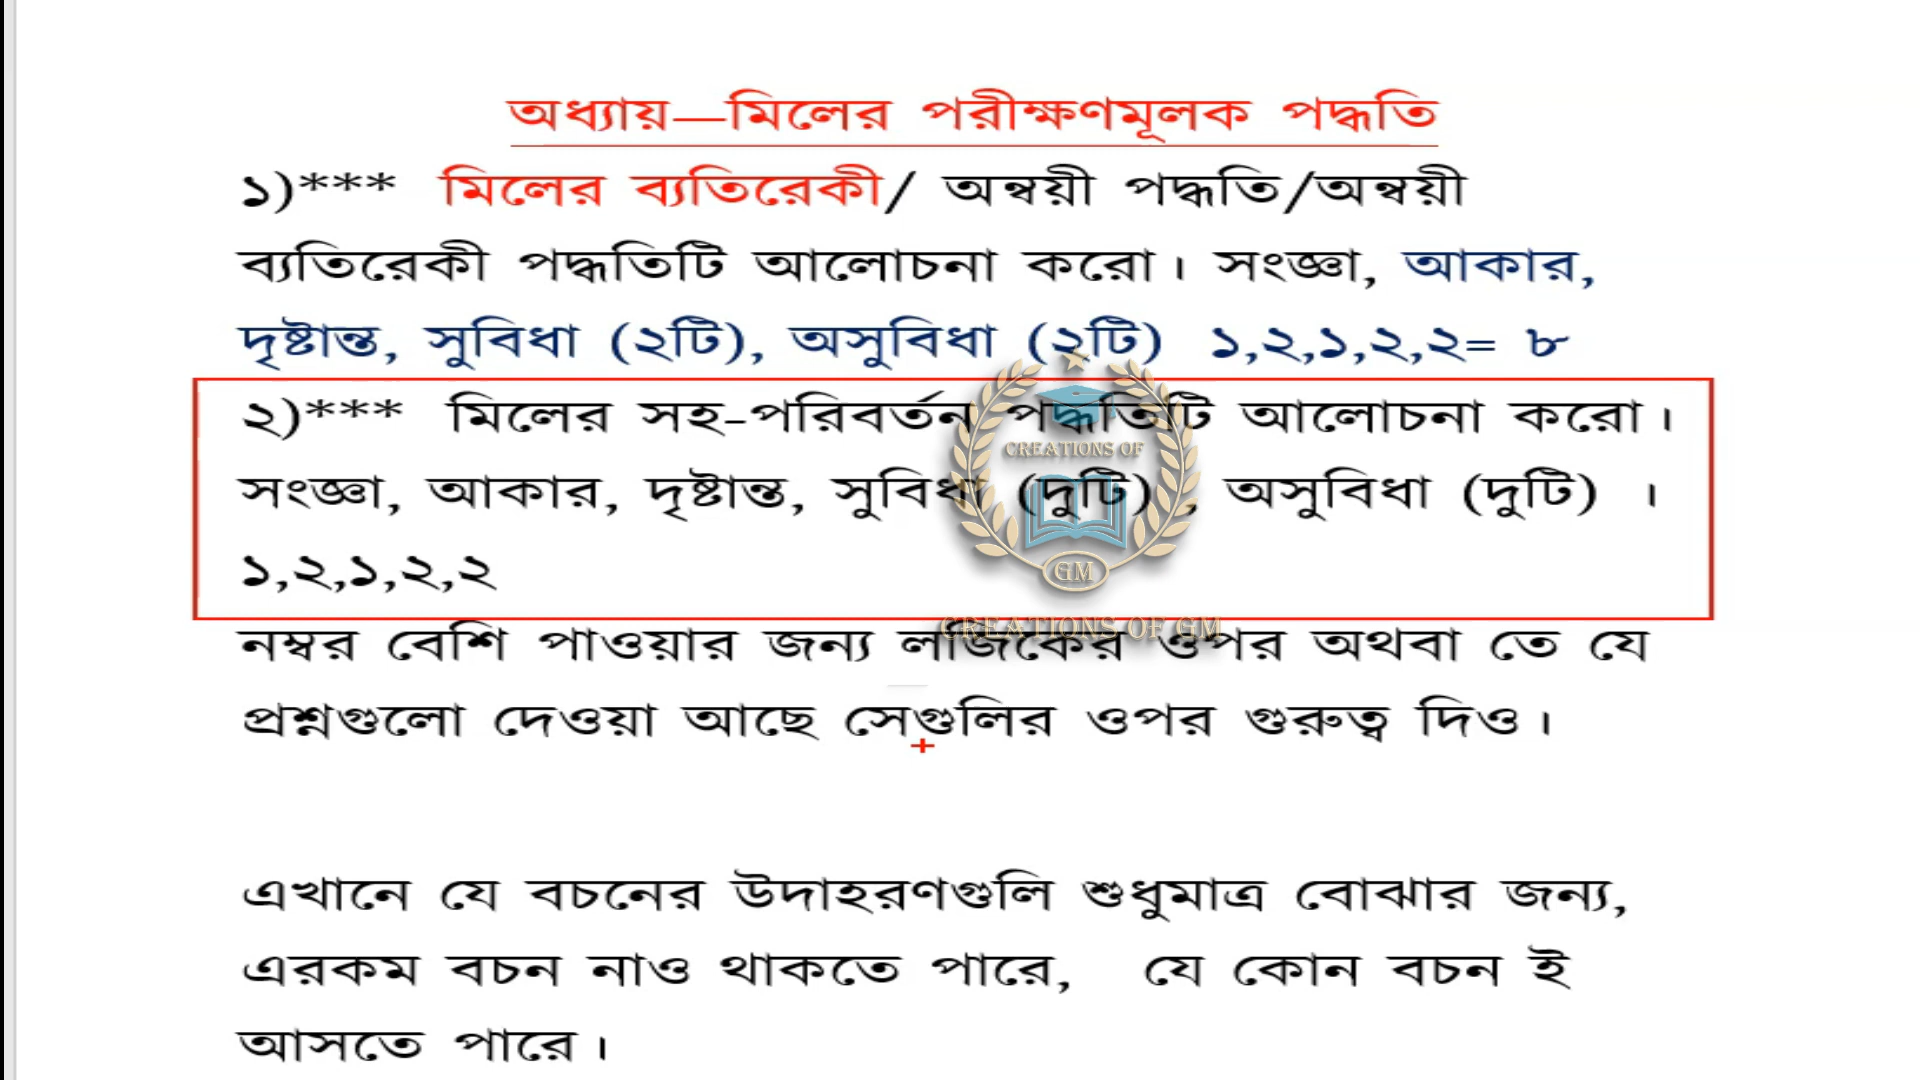 অধ্যায়—মিলের পরীক্ষণমূলক পদ্ধতি
১)*** মিলের ব্যতিরেকী/ অন্বয়ী পদ্ধতি/অন্বয়ী
ব্যতিরেকী পদ্ধতিটি আলোচনা করো। সংজ্ঞা, আকার,
দৃষ্টান্ত, সুবিধা (২টি), অসুবিধা (২টি) ১,২,১,২,২= ৮
২)*** মিলের সহ-পরিবর্তন পদ্ধতিটি আলোচনা করো।
সংজ্ঞা, আকার, দৃষ্টান্ত, সুবিধা (দুটি) , অসুবিধা (দুটি) ।
১,২,১,২,২
CREATIONS OF
GM
CREATIONS OF GM
নম্বর বেশি পাওয়ার জন্য লজিকের ওপর অথবা তে যে
প্রশ্নগুলো দেওয়া আছে সেগুলির ওপর গুরুত্ব দিও।
এখানে যে বচনের উদাহরণগুলি শুধুমাত্র বোঝার জন্য,
এরকম বচন নাও থাকতে পারে, যে কোন বচন ই
আসতে পারে।